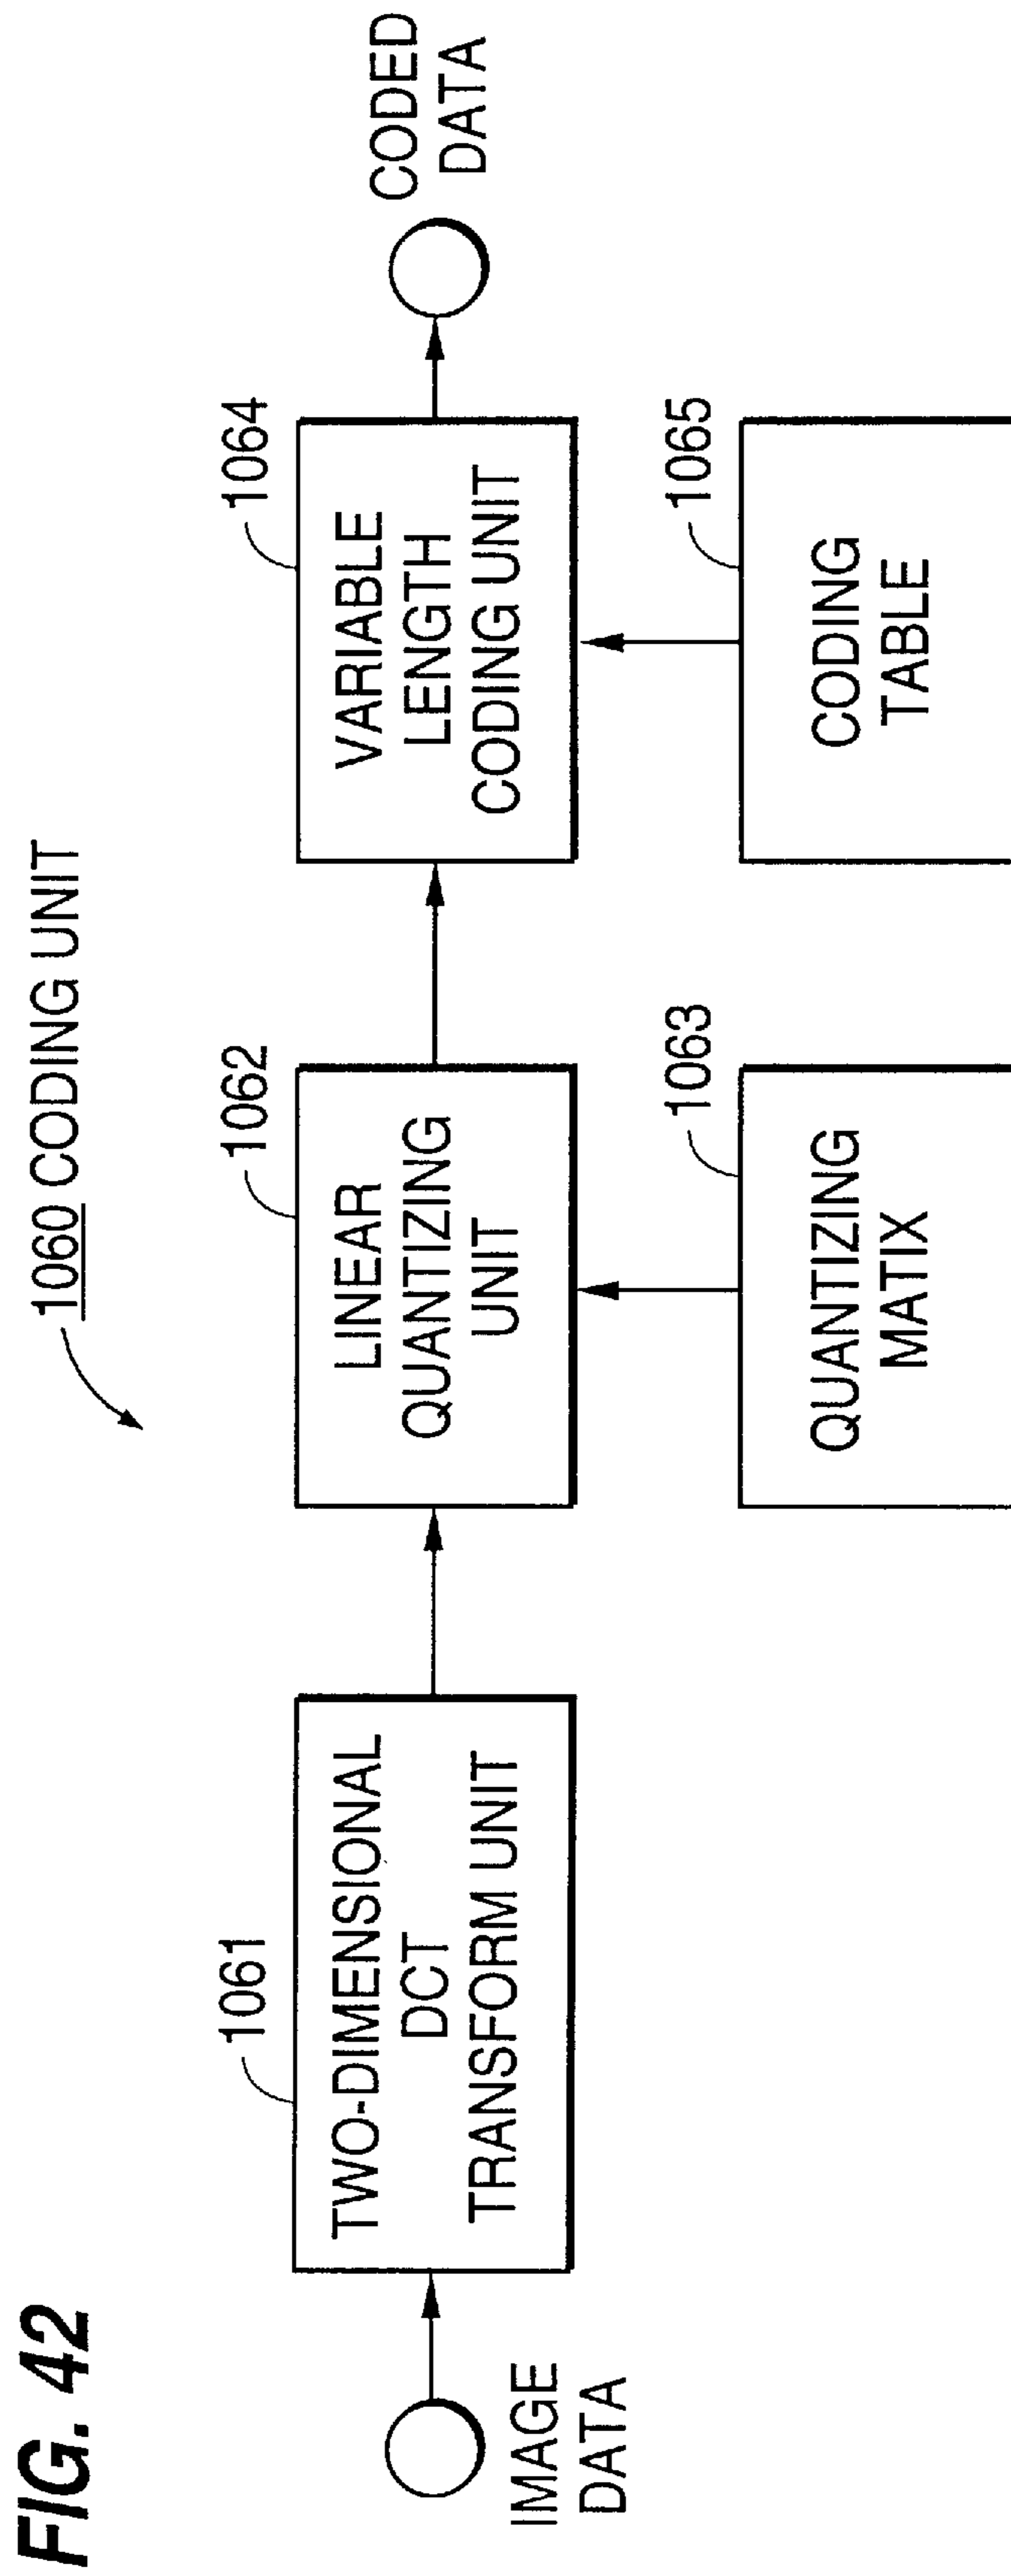 FIG. 42
1060 CODING UNIT
1061
TWO-DIMENSIONAL
DCT
TRANSFORM UNIT
1062
LINEAR
QUANTIZING
UNIT
1064
VARIABLE
LENGTH
CODING UNIT
CODED
DATA
IMAGE
DATA
1063
QUANTIZING
MATIX
1065
CODING
TABLE